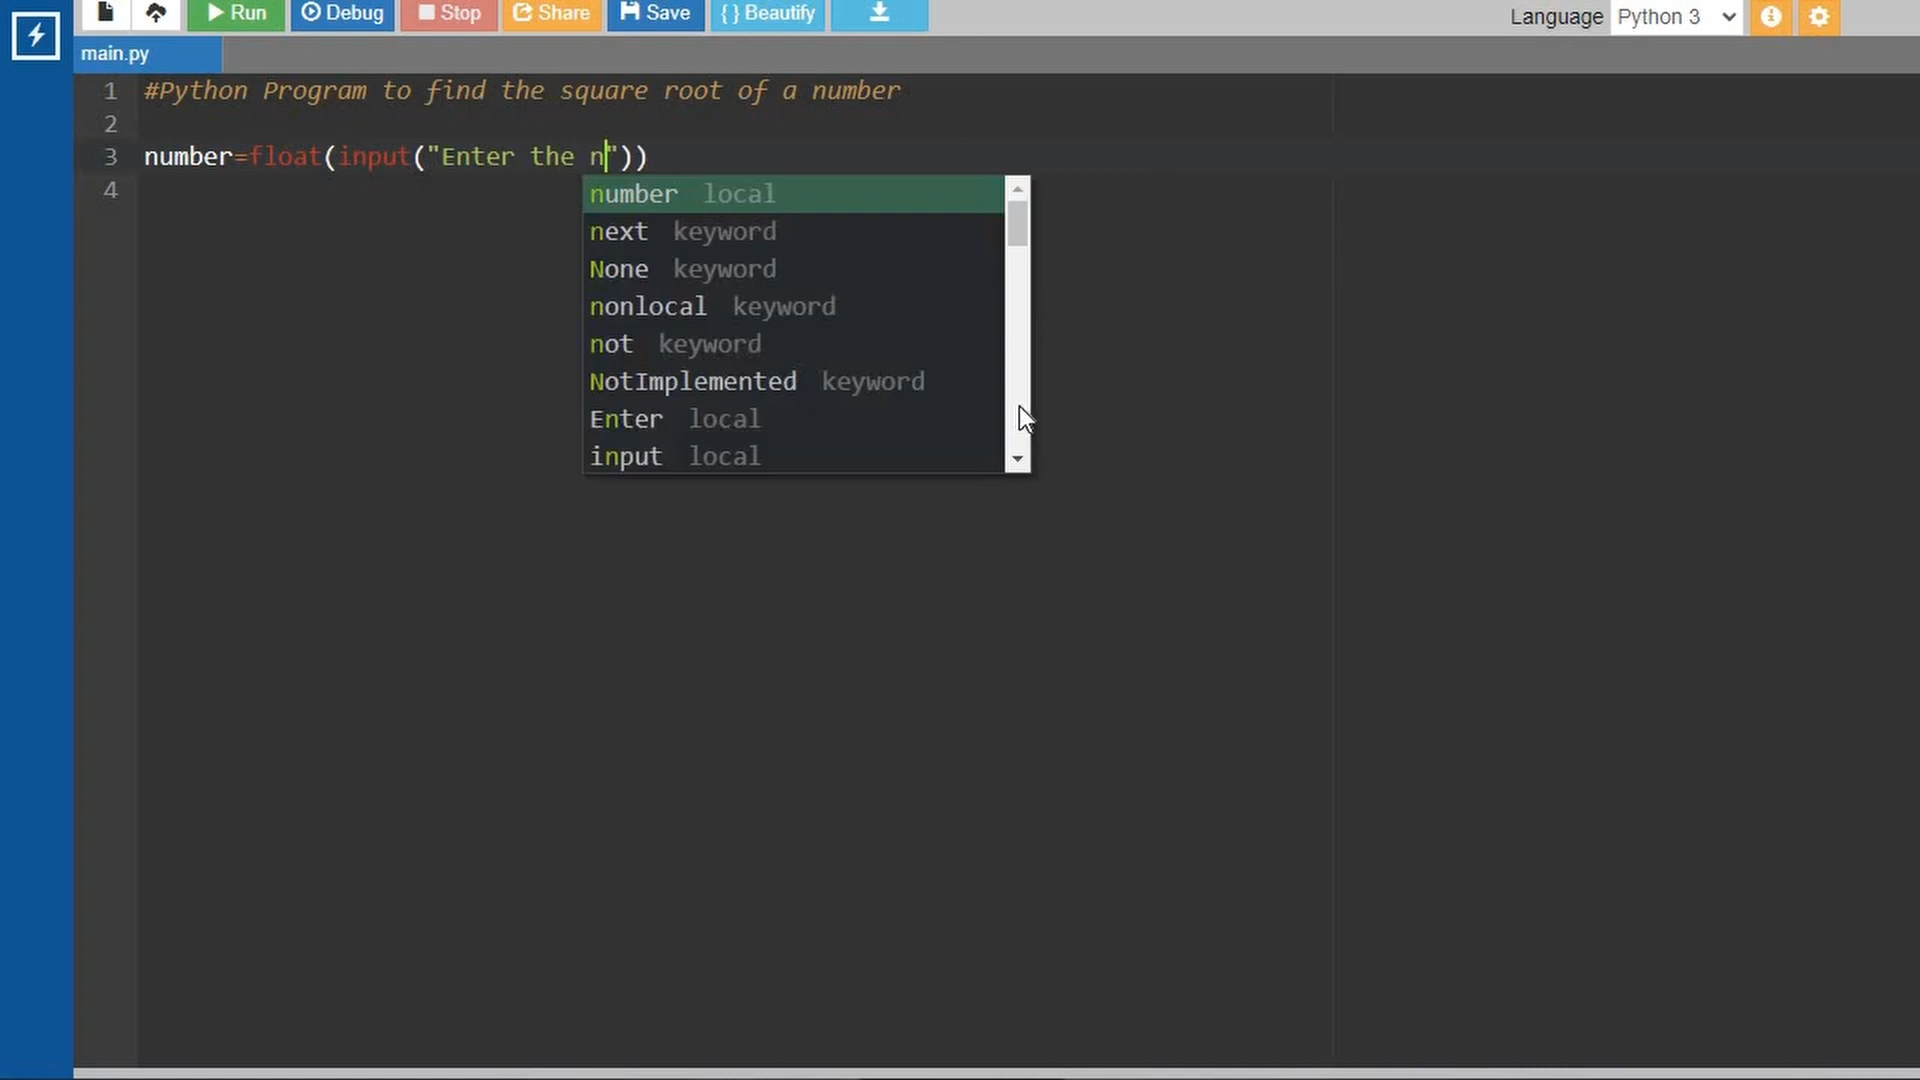 Run Debug Stop Share Save { } Beautify Language Python 3
main.py
1 #Python Program to find the square root of a number
2
3 number=float(input("Enter the n"))
4
number local
next keyword
None keyword
nonlocal keyword
not keyword
NotImplemented keyword
Enter local
input local